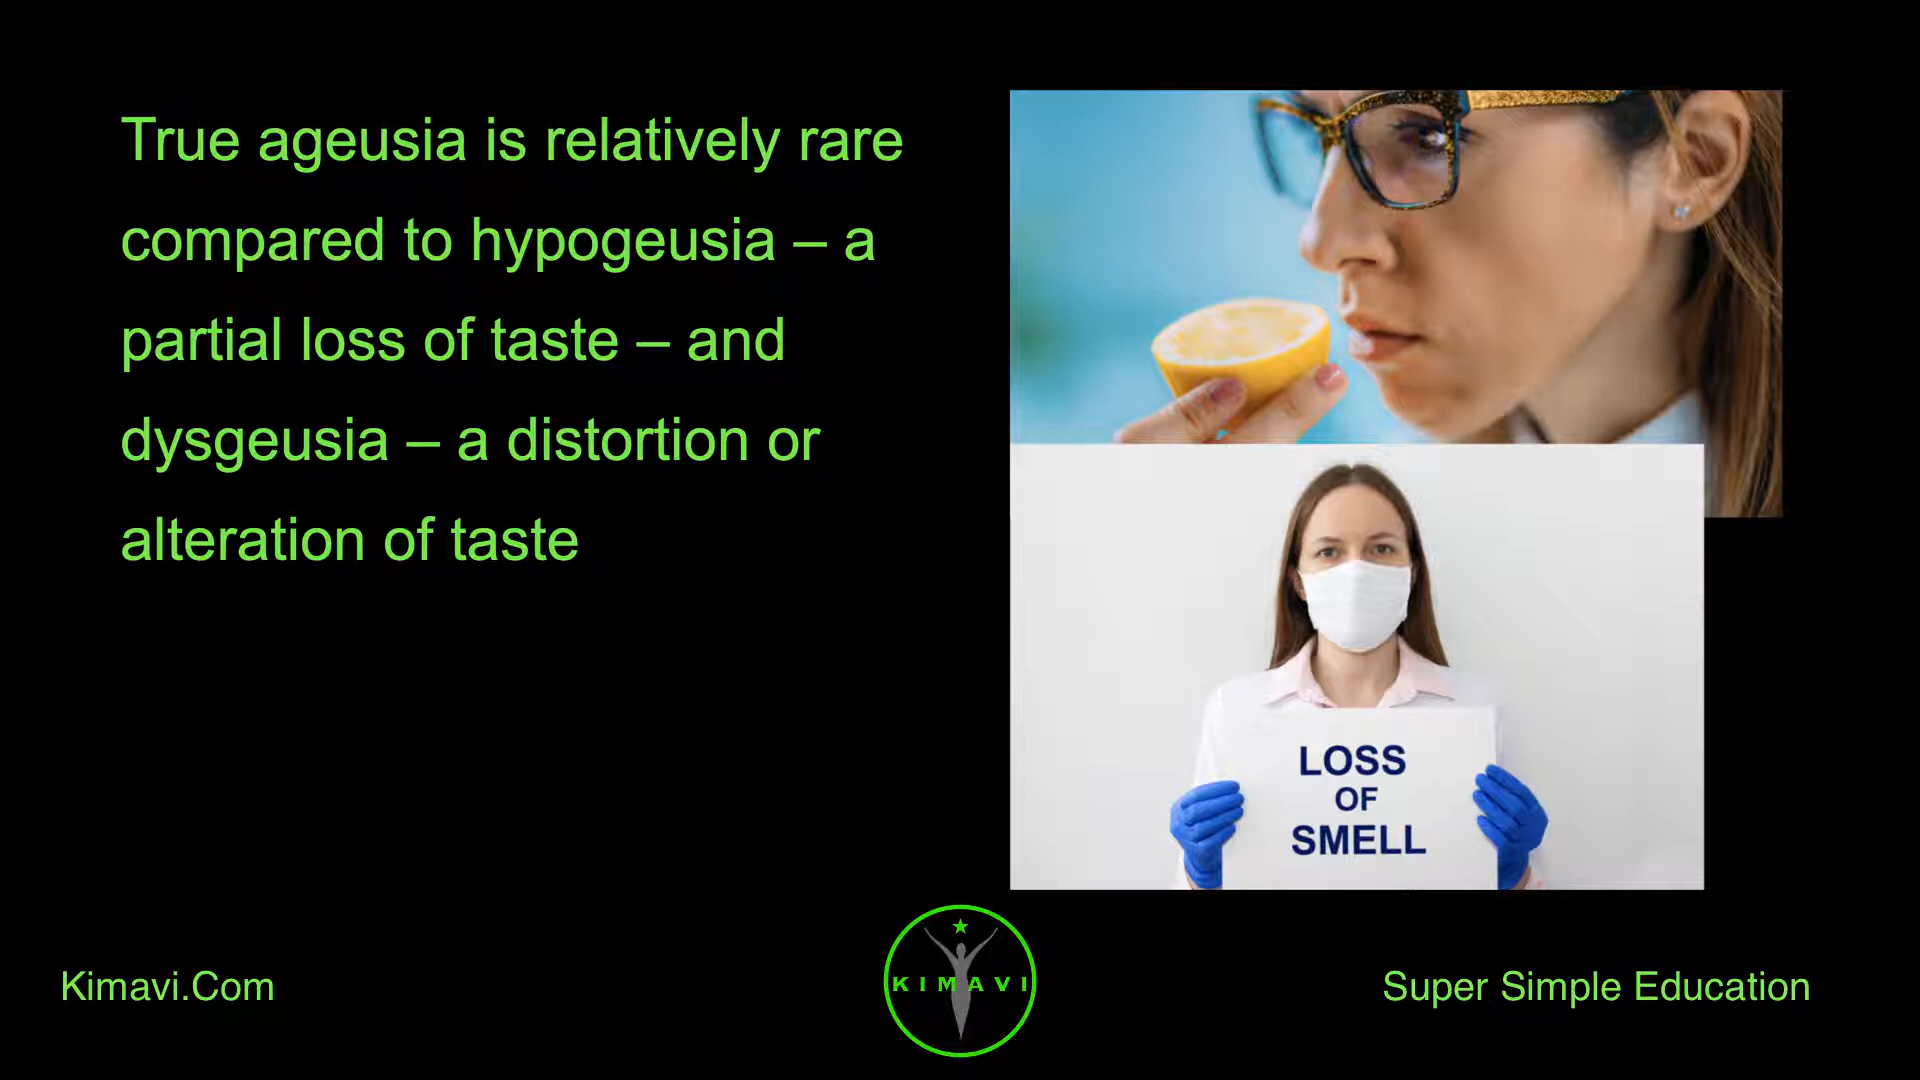 True ageusia is relatively rare
compared to hypogeusia – a
partial loss of taste – and
dysgeusia – a distortion or
alteration of taste
LOSS
OF
SMELL
Kimavi.Com
KIMAVI
Super Simple Education